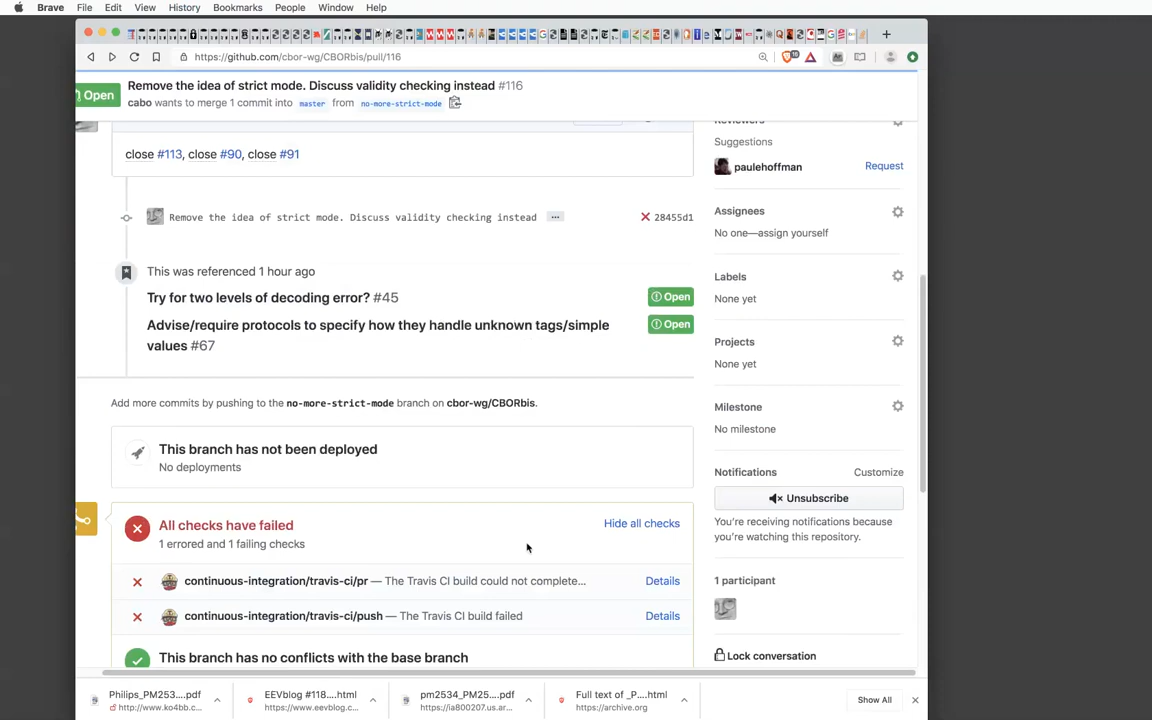 Brave File Edit View History Bookmarks People Window Help
https://github.com/cbor-wg/CBORbis/pull/116
Open
Remove the idea of strict mode. Discuss validity checking instead #116
cabo wants to merge 1 commit into master from no-more-strict-mode
Reviewers
close #113, close #90, close #91
Suggestions
paulehoffman Request
Remove the idea of strict mode. Discuss validity checking instead ... 28455d1
Assignees
No one—assign yourself
This was referenced 1 hour ago
Try for two levels of decoding error? #45 Open
Advise/require protocols to specify how they handle unknown tags/simple Open
values #67
Labels
None yet
Projects
None yet
Add more commits by pushing to the no-more-strict-mode branch on cbor-wg/CBORbis.
Milestone
No milestone
This branch has not been deployed
No deployments
Notifications Customize
Unsubscribe
You're receiving notifications because
you're watching this repository.
All checks have failed Hide all checks
1 errored and 1 failing checks
continuous-integration/travis-ci/pr — The Travis CI build could not complete... Details
continuous-integration/travis-ci/push — The Travis CI build failed Details
1 participant
This branch has no conflicts with the base branch
Lock conversation
Philips_PM253....pdf
http://www.ko4bb.c...
EEVblog #118....html
https://www.eevblog.c...
pm2534_PM25....pdf
https://ia800207.us.ar...
Full text of _P....html
https://archive.org
Show All